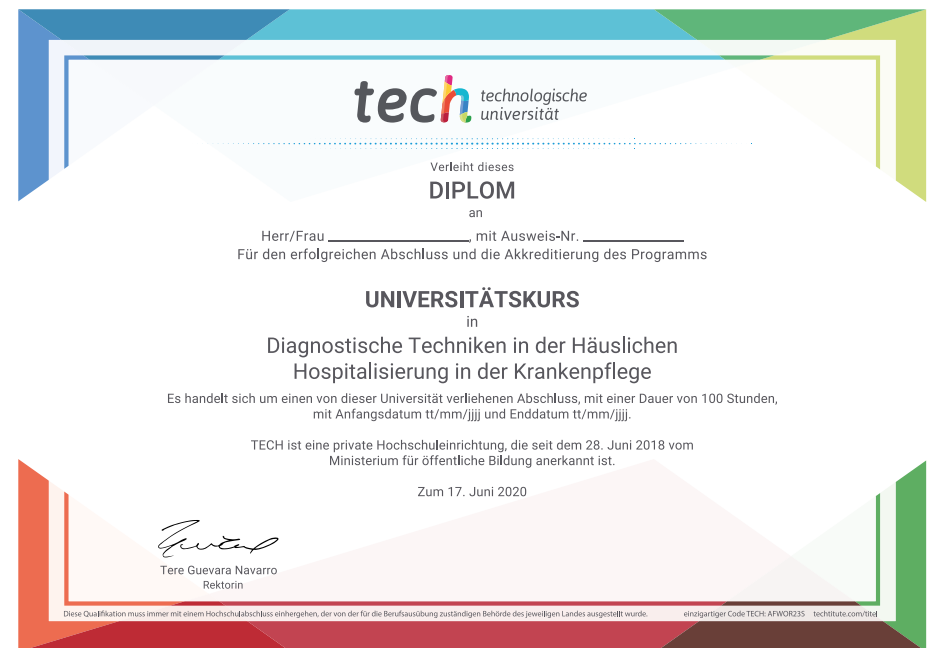 tech technologische
universität
Verleiht dieses
DIPLOM
an
Herr/Frau ____________, mit Ausweis-Nr. ____________
Für den erfolgreichen Abschluss und die Akkreditierung des Programms
UNIVERSITÄTSKURS
in
Diagnostische Techniken in der Häuslichen
Hospitalisierung in der Krankenpflege
Es handelt sich um einen von dieser Universität verliehenen Abschluss, mit einer Dauer von 100 Stunden,
mit Anfangsdatum tt/mm/jjjj und Enddatum tt/mm/jjjj.
TECH ist eine private Hochschuleinrichtung, die seit dem 28. Juni 2018 vom
Ministerium für öffentliche Bildung anerkannt ist.
Zum 17. Juni 2020
Tere Guevara Navarro
Rektorin
Diese Qualifikation muss immer mit einem Hochschulabschluss einhergehen, der von der für die Berufsausübung zuständigen Behörde des jeweiligen Landes ausgestellt wurde. einzigartiger Code TECH: AFWOR23S techtitute.com/titel